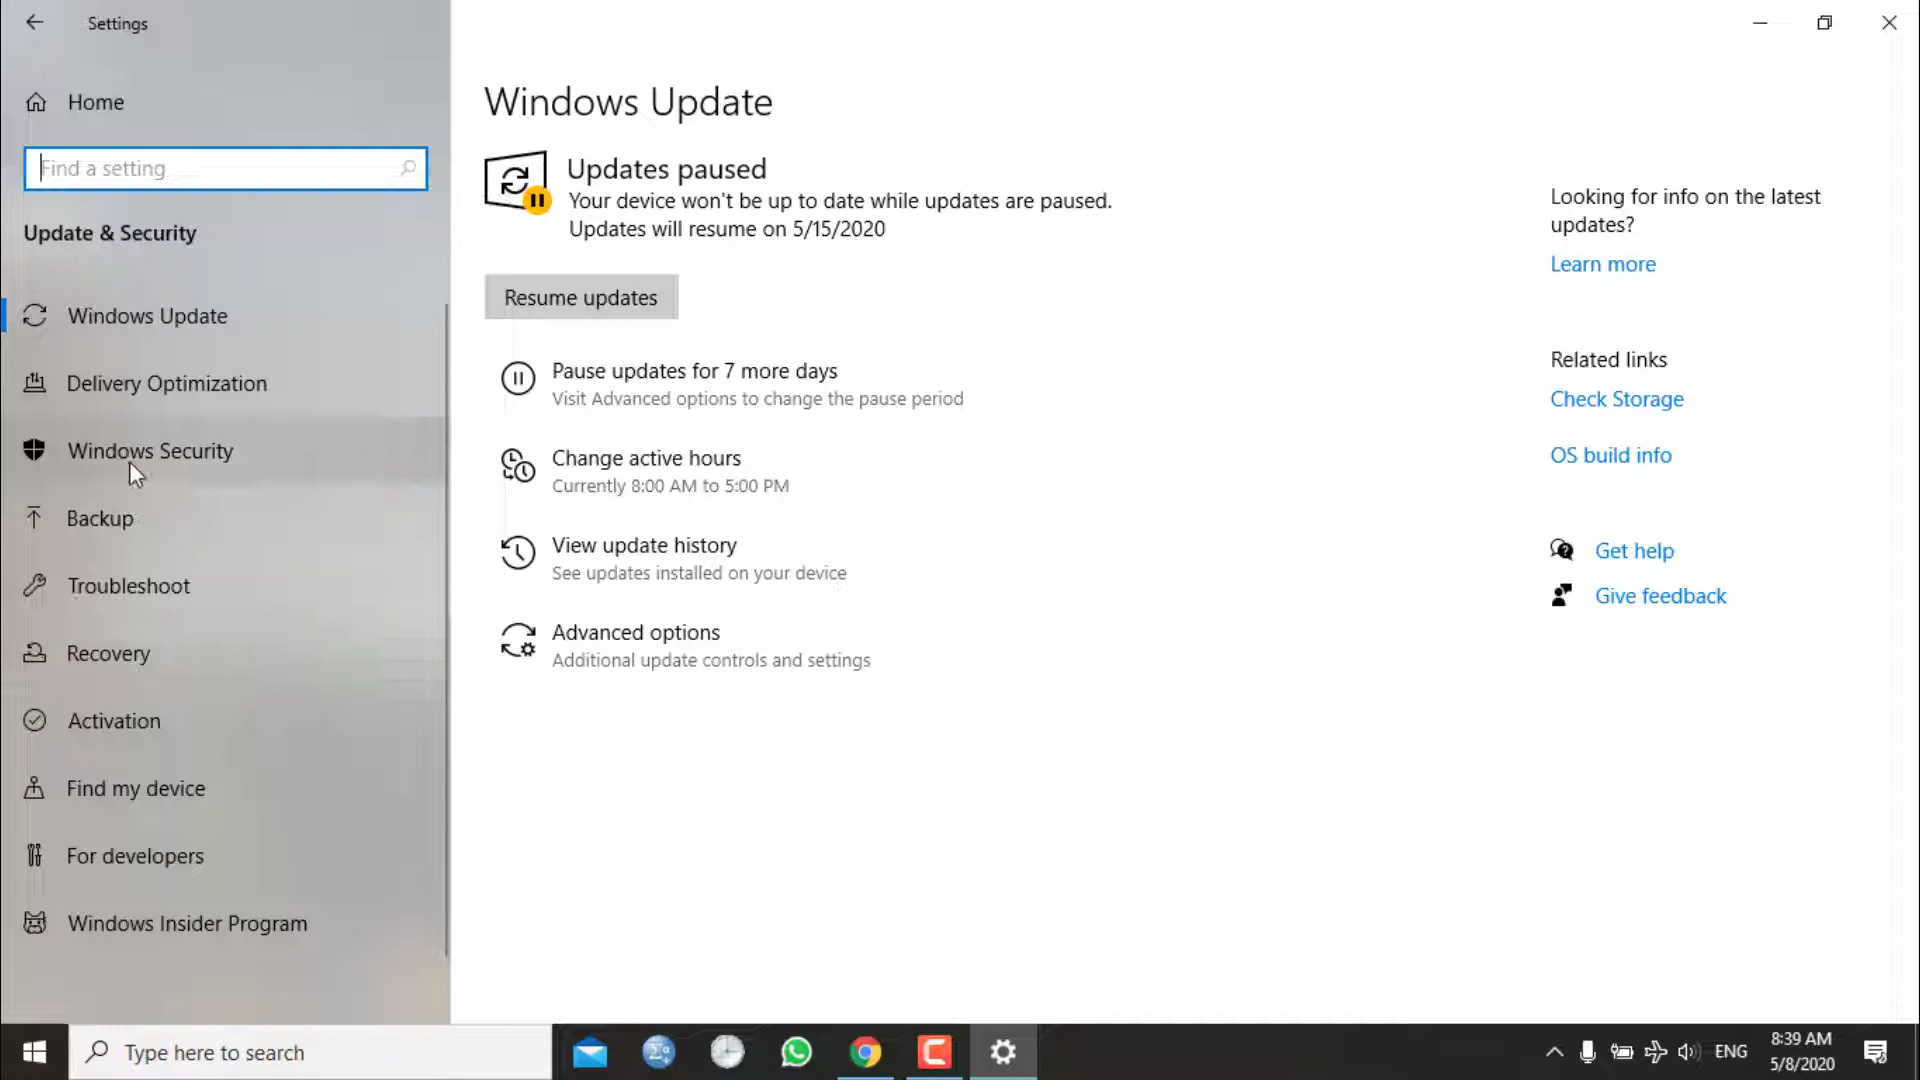 Settings
Home
Find a setting
Update & Security
Windows Update
Delivery Optimization
Windows Security
Backup
Troubleshoot
Recovery
Activation
Find my device
For developers
Windows Insider Program
Windows Update
Updates paused
Your device won't be up to date while updates are paused.
Updates will resume on 5/15/2020
Resume updates
Pause updates for 7 more days
Visit Advanced options to change the pause period
Change active hours
Currently 8:00 AM to 5:00 PM
View update history
See updates installed on your device
Advanced options
Additional update controls and settings
Looking for info on the latest
updates?
Learn more
Related links
Check Storage
OS build info
Get help
Give feedback
Type here to search
ENG
8:39 AM
5/8/2020